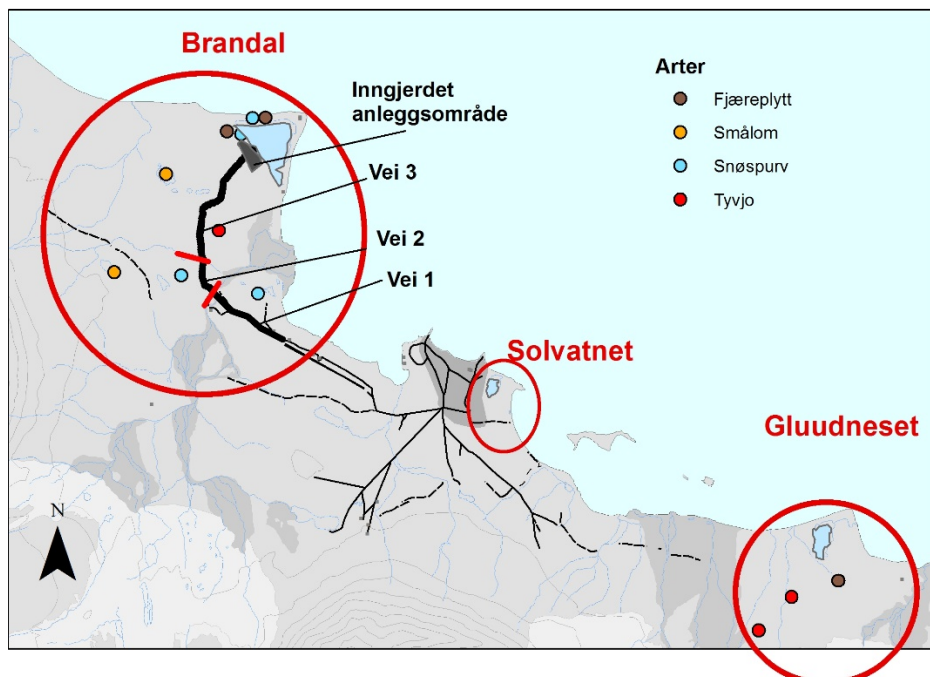 Brandal
Inngjerdet
anleggsområde
Vei 3
Vei 2
Vei 1
Arter
Fjæreplytt
Smålom
Snøspurv
Tyvjo
Solvatnet
Gluudneset
N